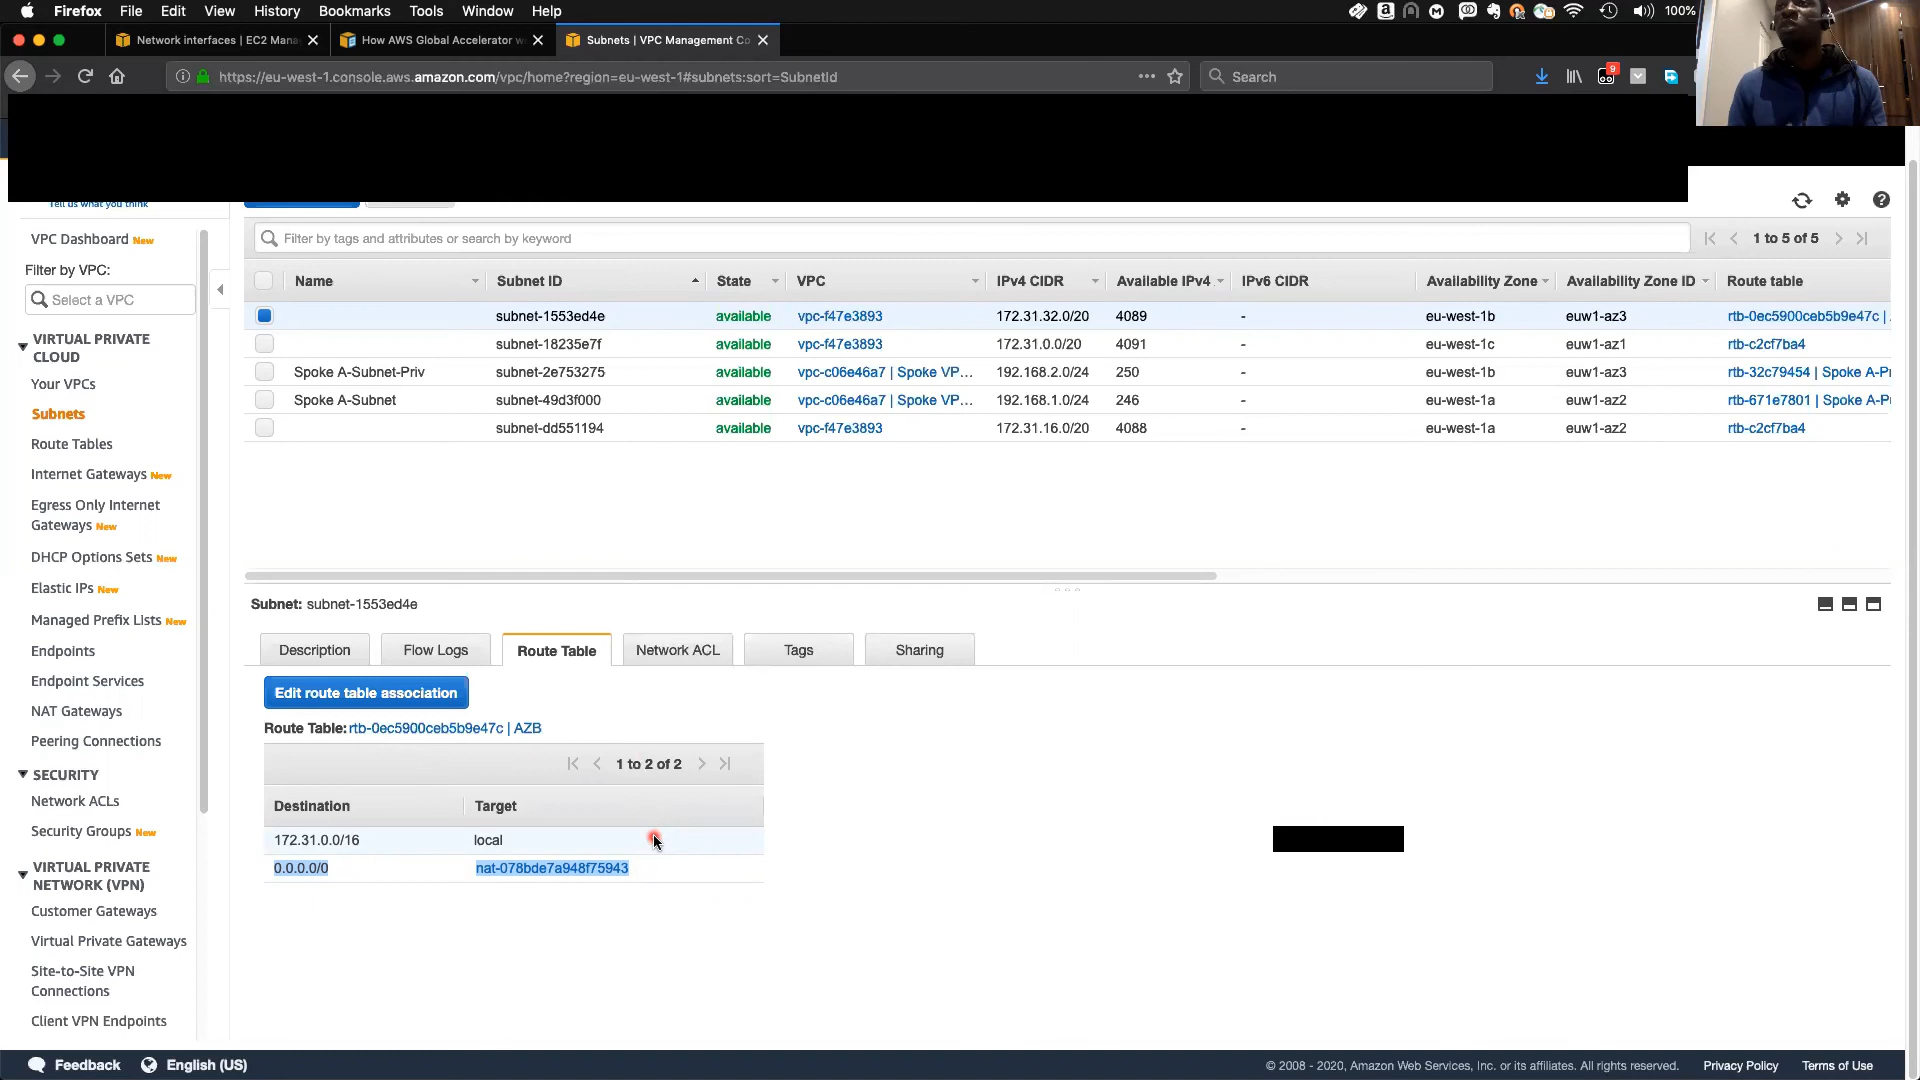 Firefox File Edit View History Bookmarks Tools Window Help 100%
Network interfaces | EC2 Mana
How AWS Global Accelerator w
Subnets | VPC Management Co
https://eu-west-1.console.aws.amazon.com/vpc/home?region=eu-west-1#subnets:sort=SubnetId
Search
9
Tell us what you think
VPC Dashboard New
Filter by VPC:
Select a VPC
VIRTUAL PRIVATE
CLOUD
Your VPCs
Subnets
Route Tables
Internet Gateways New
Egress Only Internet
Gateways New
DHCP Options Sets New
Elastic IPs New
Managed Prefix Lists New
Endpoints
Endpoint Services
NAT Gateways
Peering Connections
SECURITY
Network ACLs
Security Groups New
VIRTUAL PRIVATE
NETWORK (VPN)
Customer Gateways
Virtual Private Gateways
Site-to-Site VPN
Connections
Client VPN Endpoints
Filter by tags and attributes or search by keyword
1 to 5 of 5
Name Subnet ID State VPC IPv4 CIDR Available IPv4 IPv6 CIDR Availability Zone Availability Zone ID Route table
subnet-1553ed4e available vpc-f47e3893 172.31.32.0/20 4089 - eu-west-1b euw1-az3 rtb-0ec5900ceb5b9e47c |
subnet-18235e7f available vpc-f47e3893 172.31.0.0/20 4091 - eu-west-1c euw1-az1 rtb-c2cf7ba4
Spoke A-Subnet-Priv subnet-2e753275 available vpc-c06e46a7 | Spoke VP... 192.168.2.0/24 250 - eu-west-1b euw1-az3 rtb-32c79454 | Spoke A-Pr
Spoke A-Subnet subnet-49d3f000 available vpc-c06e46a7 | Spoke VP... 192.168.1.0/24 246 - eu-west-1a euw1-az2 rtb-671e7801 | Spoke A-Pu
subnet-dd551194 available vpc-f47e3893 172.31.16.0/20 4088 - eu-west-1a euw1-az2 rtb-c2cf7ba4
Subnet: subnet-1553ed4e
Description Flow Logs Route Table Network ACL Tags Sharing
Edit route table association
Route Table: rtb-0ec5900ceb5b9e47c | AZB
1 to 2 of 2
Destination Target
172.31.0.0/16 local
0.0.0.0/0 nat-078bde7a948f75943
Feedback English (US)
© 2008 - 2020, Amazon Web Services, Inc. or its affiliates. All rights reserved. Privacy Policy Terms of Use